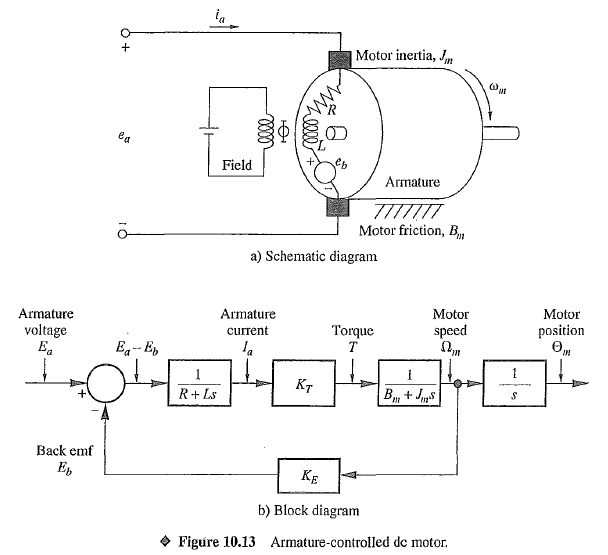 i_a
+
Motor inertia, J_m
ω_m
R
e_a
Φ
L
Field
+
e_b
−
Armature
−
Motor friction, B_m
a) Schematic diagram
Armature voltage E_a
E_a − E_b
Armature current I_a
Torque T
Motor speed Ω_m
Motor position Θ_m
+
−
1 / R + Ls
K_T
1 / B_m + J_m s
1 / s
Back emf E_b
K_E
b) Block diagram
Figure 10.13 Armature-controlled dc motor.